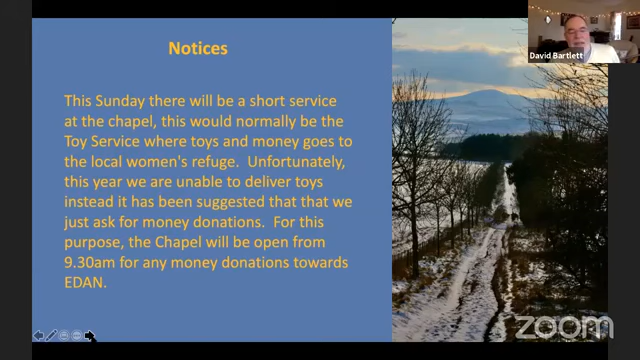 David Bartlett
Notices
This Sunday there will be a short service
at the chapel, this would normally be the
Toy Service where toys and money goes to
the local women's refuge.  Unfortunately,
this year we are unable to deliver toys
instead it has been suggested that that we
just ask for money donations.  For this
purpose, the Chapel will be open from
9.30am for any money donations towards
EDAN.
zoom